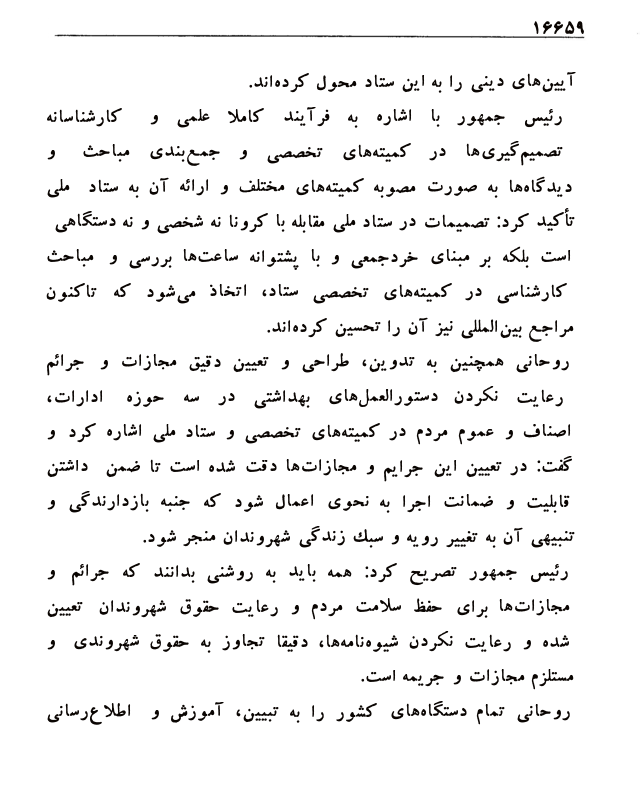 ۱۶۶۵۹
آیین‌های دینی را به این ستاد محول کرده‌اند.
رئیس جمهور با اشاره به فرآیند کاملا علمی و کارشناسانه
تصمیم‌گیری‌ها در کمیته‌های تخصصی و جمع‌بندی مباحث و
دیدگاه‌ها به صورت مصوبه کمیته‌های مختلف و ارائه آن به ستاد ملی
تأکید کرد: تصمیمات در ستاد ملی مقابله با کرونا نه شخصی و نه دستگاهی
است بلکه بر مبنای خردجمعی و با پشتوانه ساعت‌ها بررسی و مباحث
کارشناسی در کمیته‌های تخصصی ستاد، اتخاذ می‌شود که تاکنون
مراجع بین‌المللی نیز آن را تحسین کرده‌اند.
روحانی همچنین به تدوین، طراحی و تعیین دقیق مجازات و جرائم
رعایت نکردن دستورالعمل‌های بهداشتی در سه حوزه ادارات،
اصناف و عموم مردم در کمیته‌های تخصصی و ستاد ملی اشاره کرد و
گفت: در تعیین این جرایم و مجازات‌ها دقت شده است تا ضمن داشتن
قابلیت و ضمانت اجرا به نحوی اعمال شود که جنبه بازدارندگی و
تنبیهی آن به تغییر رویه و سبك زندگی شهروندان منجر شود.
رئیس جمهور تصریح کرد: همه باید به روشنی بدانند که جرائم و
مجازات‌ها برای حفظ سلامت مردم و رعایت حقوق شهروندان تعیین
شده و رعایت نکردن شیوه‌نامه‌ها، دقیقا تجاوز به حقوق شهروندی و
مستلزم مجازات و جریمه است.
روحانی تمام دستگاه‌های کشور را به تبیین، آموزش و اطلاع‌رسانی